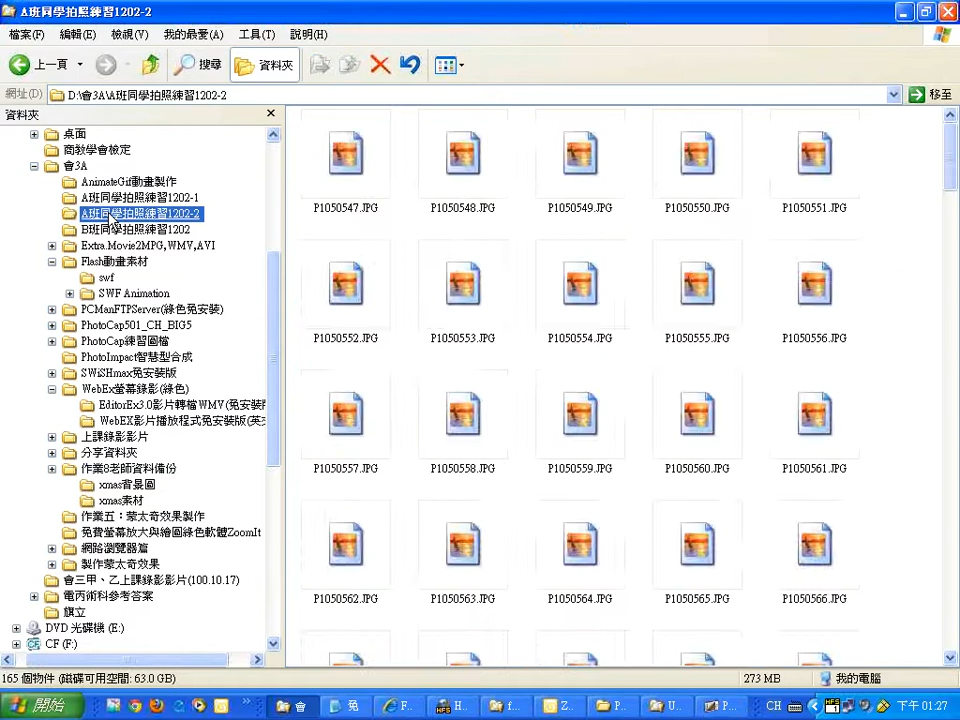 A班同學拍照練習1202-2
檔案(F) 編輯(E) 檢視(V) 我的最愛(A) 工具(T) 說明(H)
上一頁 搜尋 資料夾
網址(D) D:\會3A\A班同學拍照練習1202-2 移至
資料夾
桌面
商教學會檢定
會3A
AnimateGif動畫製作
A班同學拍照練習1202-1
A班同學拍照練習1202-2
B班同學拍照練習1202
Extra.Movie2MPG,WMV,AVI
Flash動畫素材
swf
SWF Animation
PCManFTPServer(綠色免安裝)
PhotoCap501_CH_BIG5
PhotoCap練習圖檔
PhotoImpact智慧型合成
SWiSHmax免安裝版
WebEx螢幕錄影(綠色)
EditorEx3.0影片轉檔WMV(免安裝
WebEX影片播放程式免安裝版(英
上課錄影影片
分享資料夾
作業8老師資料備份
xmas背景圖
xmas素材
作業五：蒙太奇效果製作
免費螢幕放大與繪圖綠色軟體ZoomIt
網路瀏覽器篇
製作蒙太奇效果
會三甲、乙上課錄影影片(100.10.17)
電丙術科參考答案
旗立
DVD 光碟機 (E:)
CF (F:)
P1050547.JPG P1050548.JPG P1050549.JPG P1050550.JPG P1050551.JPG
P1050552.JPG P1050553.JPG P1050554.JPG P1050555.JPG P1050556.JPG
P1050557.JPG P1050558.JPG P1050559.JPG P1050560.JPG P1050561.JPG
P1050562.JPG P1050563.JPG P1050564.JPG P1050565.JPG P1050566.JPG
165 個物件 (磁碟可用空間: 63.0 GB) 273 MB 我的電腦
開始 » 會 免 F... H... f... Z... P... U... P... CH 下午 01:27